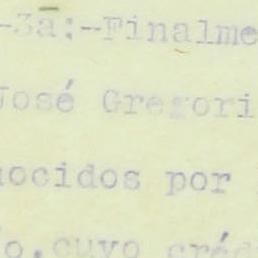 -3a:-Finalme
José Gregori
nocidos por
o,cuyo créd